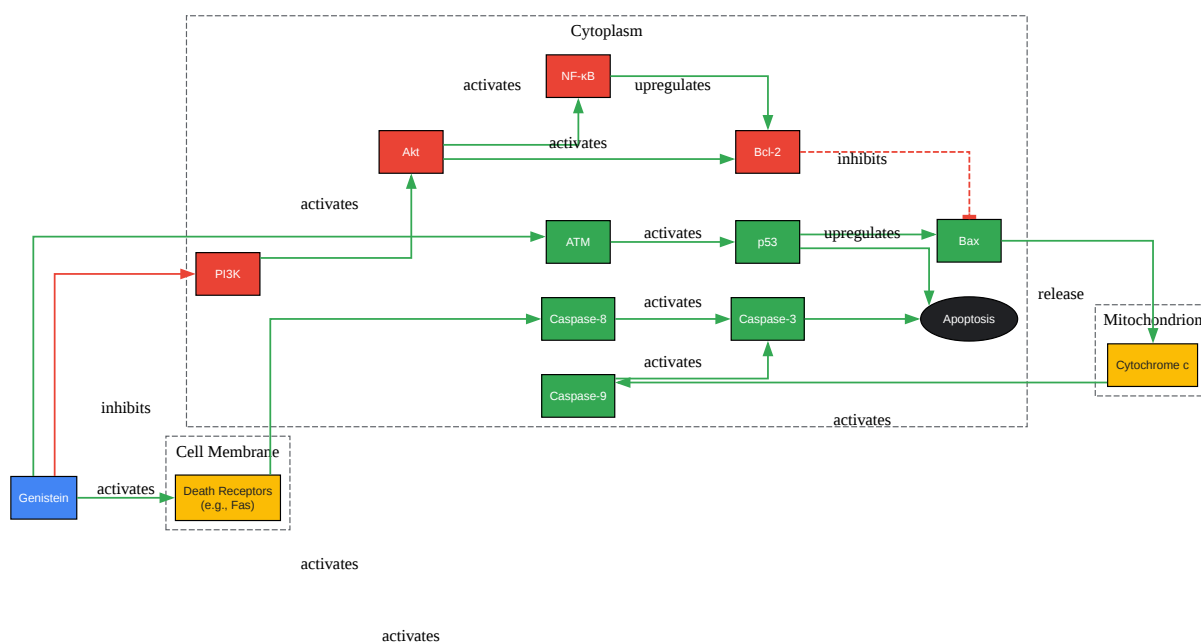 Cytoplasm
NF-κB
activates
upregulates
Akt
activates
Bcl-2
inhibits
activates
ATM
activates
p53
upregulates
Bax
PI3K
release
Caspase-8
activates
Caspase-3
Apoptosis
Mitochondrion
Cytochrome c
activates
Caspase-9
inhibits
activates
Cell Membrane
Genistein
activates
Death Receptors
(e.g., Fas)
activates
activates